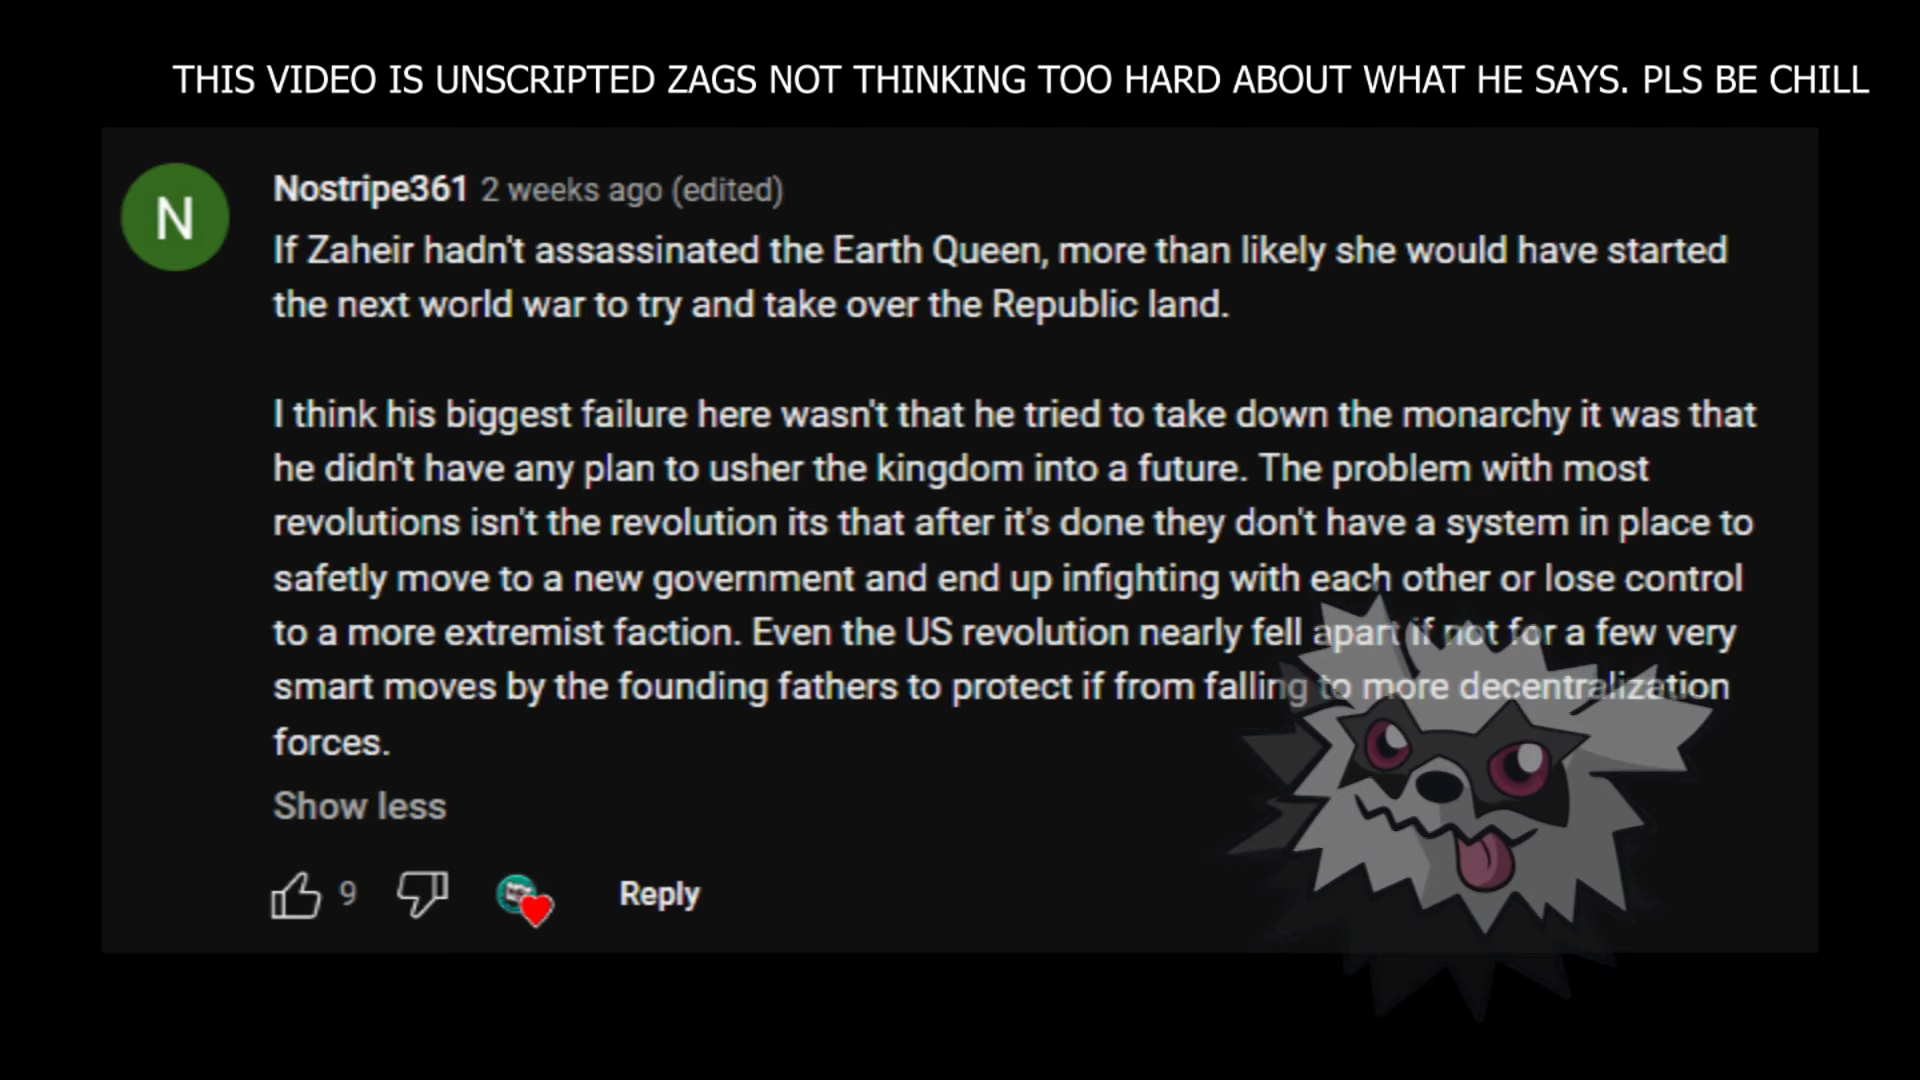 THIS VIDEO IS UNSCRIPTED ZAGS NOT THINKING TOO HARD ABOUT WHAT HE SAYS. PLS BE CHILL
N
Nostripe361 2 weeks ago (edited)
If Zaheir hadn't assassinated the Earth Queen, more than likely she would have started
the next world war to try and take over the Republic land.
I think his biggest failure here wasn't that he tried to take down the monarchy it was that
he didn't have any plan to usher the kingdom into a future. The problem with most
revolutions isn't the revolution its that after it's done they don't have a system in place to
safetly move to a new government and end up infighting with each other or lose control
to a more extremist faction. Even the US revolution nearly fell apart if not for a few very
smart moves by the founding fathers to protect if from falling to more decentralization
forces.
Show less
9 Reply